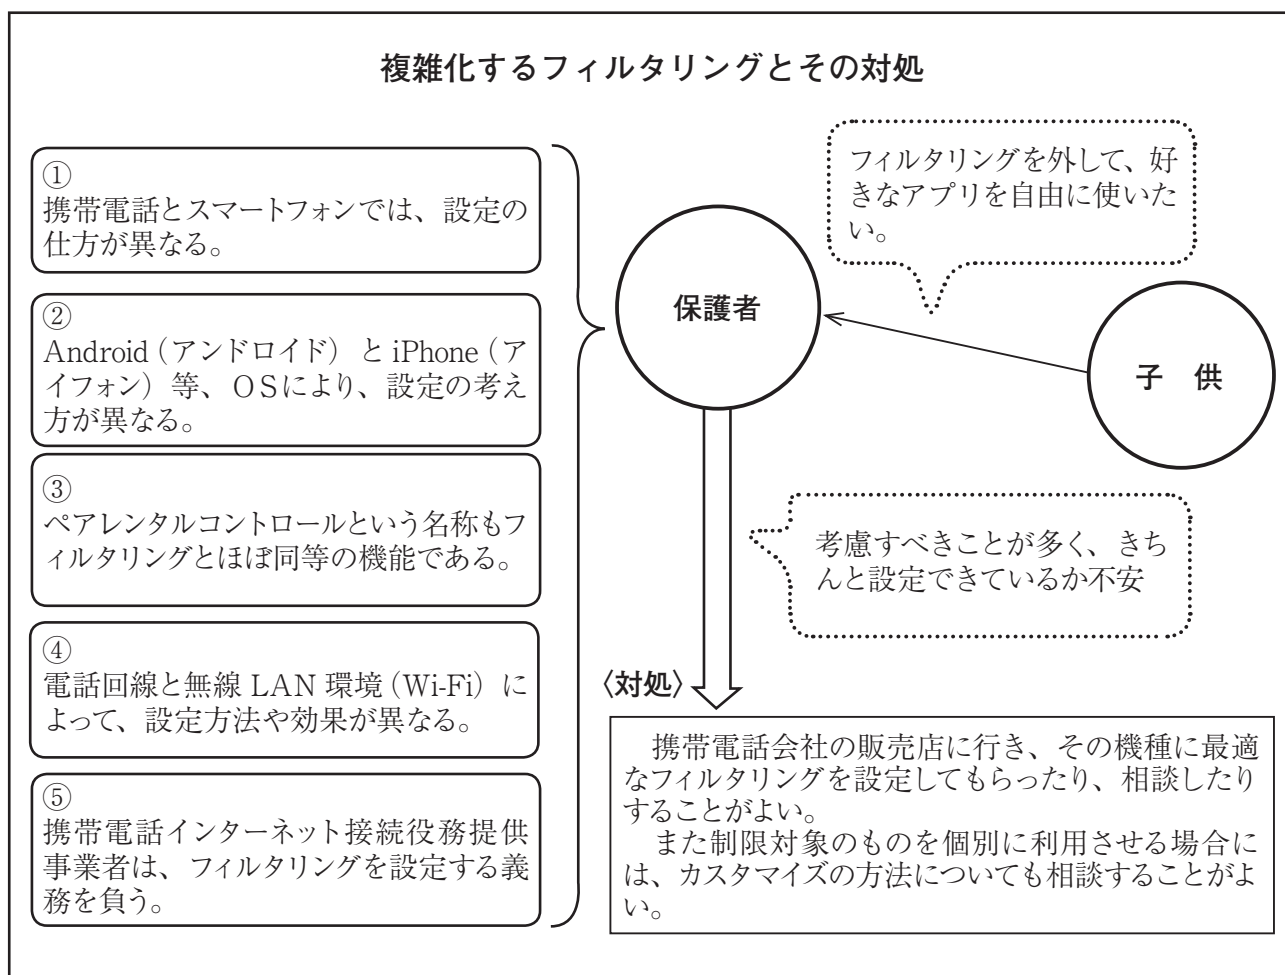 複雑化するフィルタリングとその対処
①
携帯電話とスマートフォンでは、設定の
仕方が異なる。
②
Android（アンドロイド）と iPhone（ア
イフォン）等、ＯＳにより、設定の考え
方が異なる。
③
ペアレンタルコントロールという名称もフ
ィルタリングとほぼ同等の機能である。
④
電話回線と無線 LAN 環境（Wi-Fi）に
よって、設定方法や効果が異なる。
⑤
携帯電話インターネット接続役務提供
事業者は、フィルタリングを設定する義
務を負う。
フィルタリングを外して、好
きなアプリを自由に使いた
い。
保護者
子　供
考慮すべきことが多く、きち
んと設定できているか不安
〈対処〉
　携帯電話会社の販売店に行き、その機種に最適
なフィルタリングを設定してもらったり、相談したり
することがよい。
　また制限対象のものを個別に利用させる場合に
は、カスタマイズの方法についても相談することがよ
い。